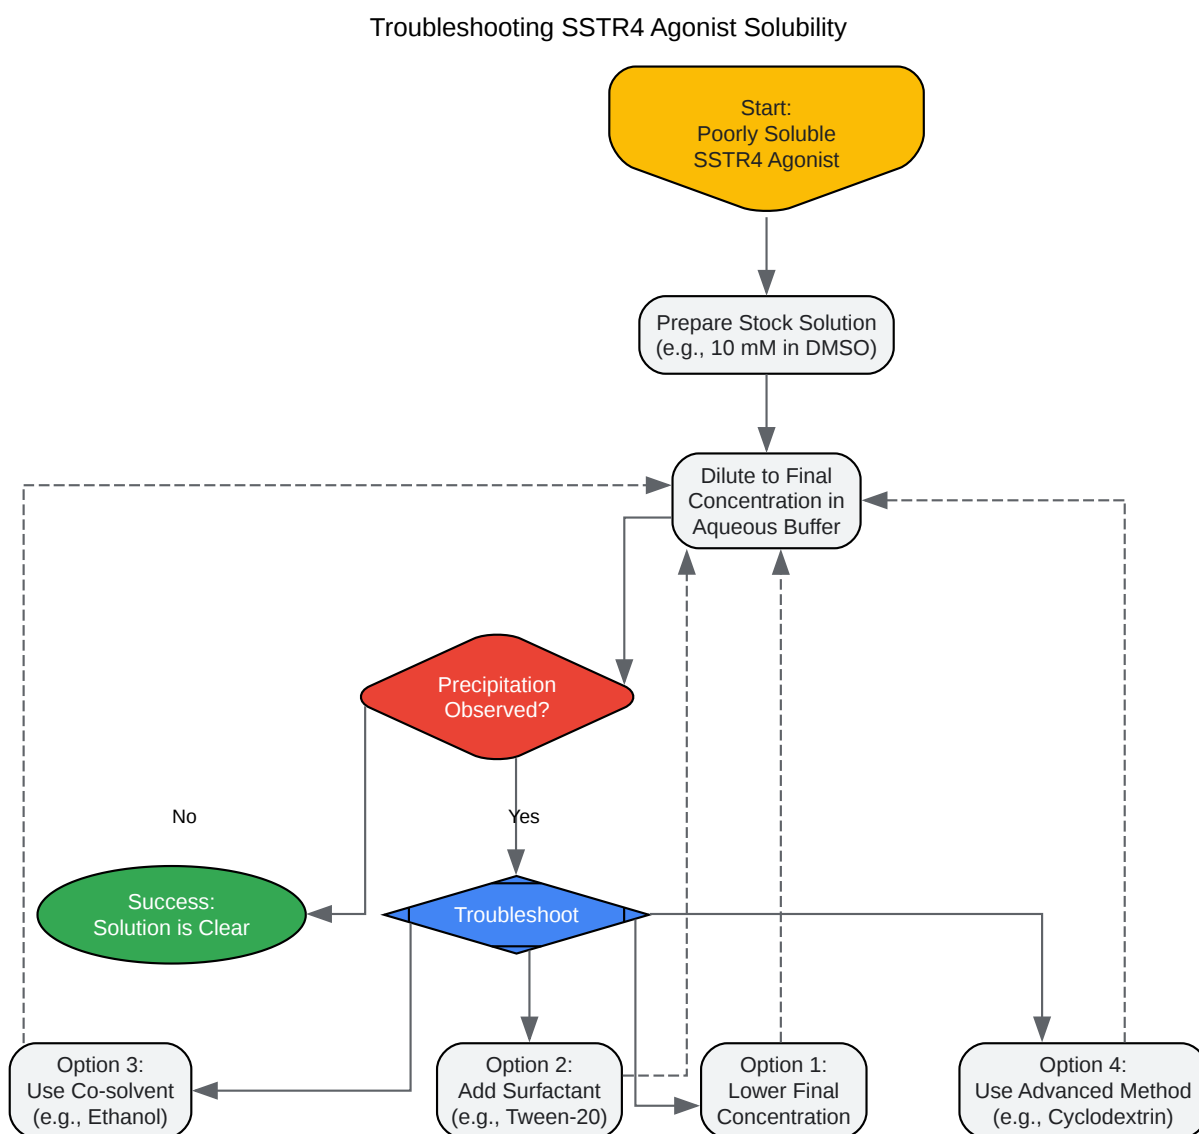 Troubleshooting SSTR4 Agonist Solubility
Start:
Poorly Soluble
SSTR4 Agonist
Prepare Stock Solution
(e.g., 10 mM in DMSO)
Dilute to Final
Concentration in
Aqueous Buffer
Precipitation
Observed?
No
Yes
Success:
Solution is Clear
Troubleshoot
Option 3:
Use Co-solvent
(e.g., Ethanol)
Option 2:
Add Surfactant
(e.g., Tween-20)
Option 1:
Lower Final
Concentration
Option 4:
Use Advanced Method
(e.g., Cyclodextrin)